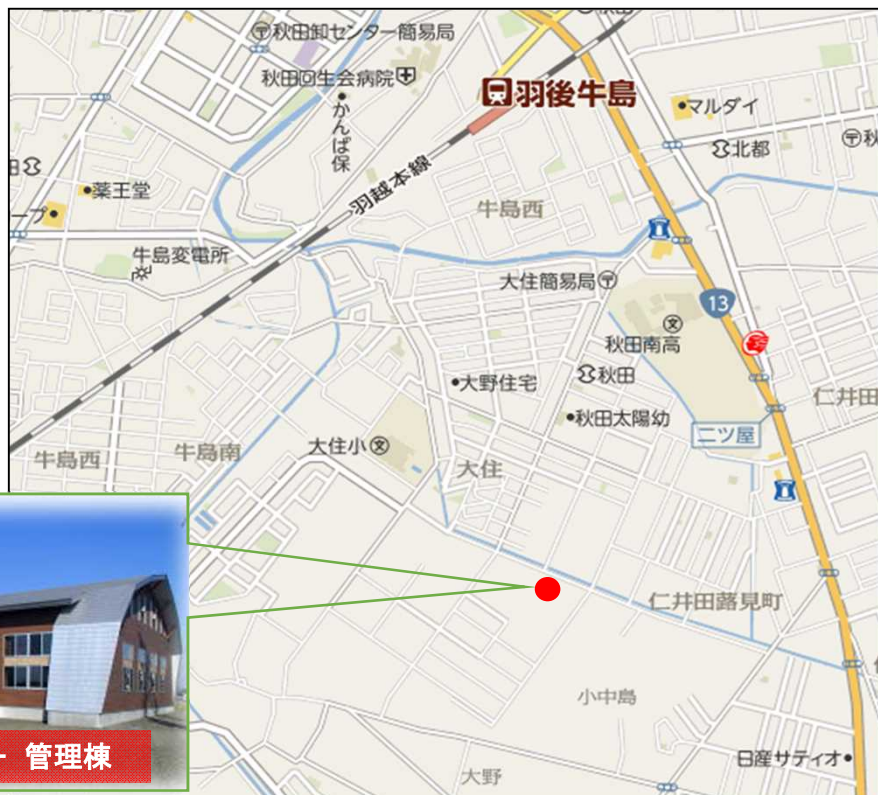 秋田卸センター簡易局
秋田回生会病院
かんば保
羽後牛島
マルダイ
北都
羽越本線
薬王堂
ープ
牛島西
牛島変電所
大住簡易局
13
秋田南高
大野住宅
秋田
仁井田
秋田太陽幼
二ツ屋
牛島西
牛島南
大住小
大住
仁井田蕗見町
小中島
管理棟
日産サティオ
大野